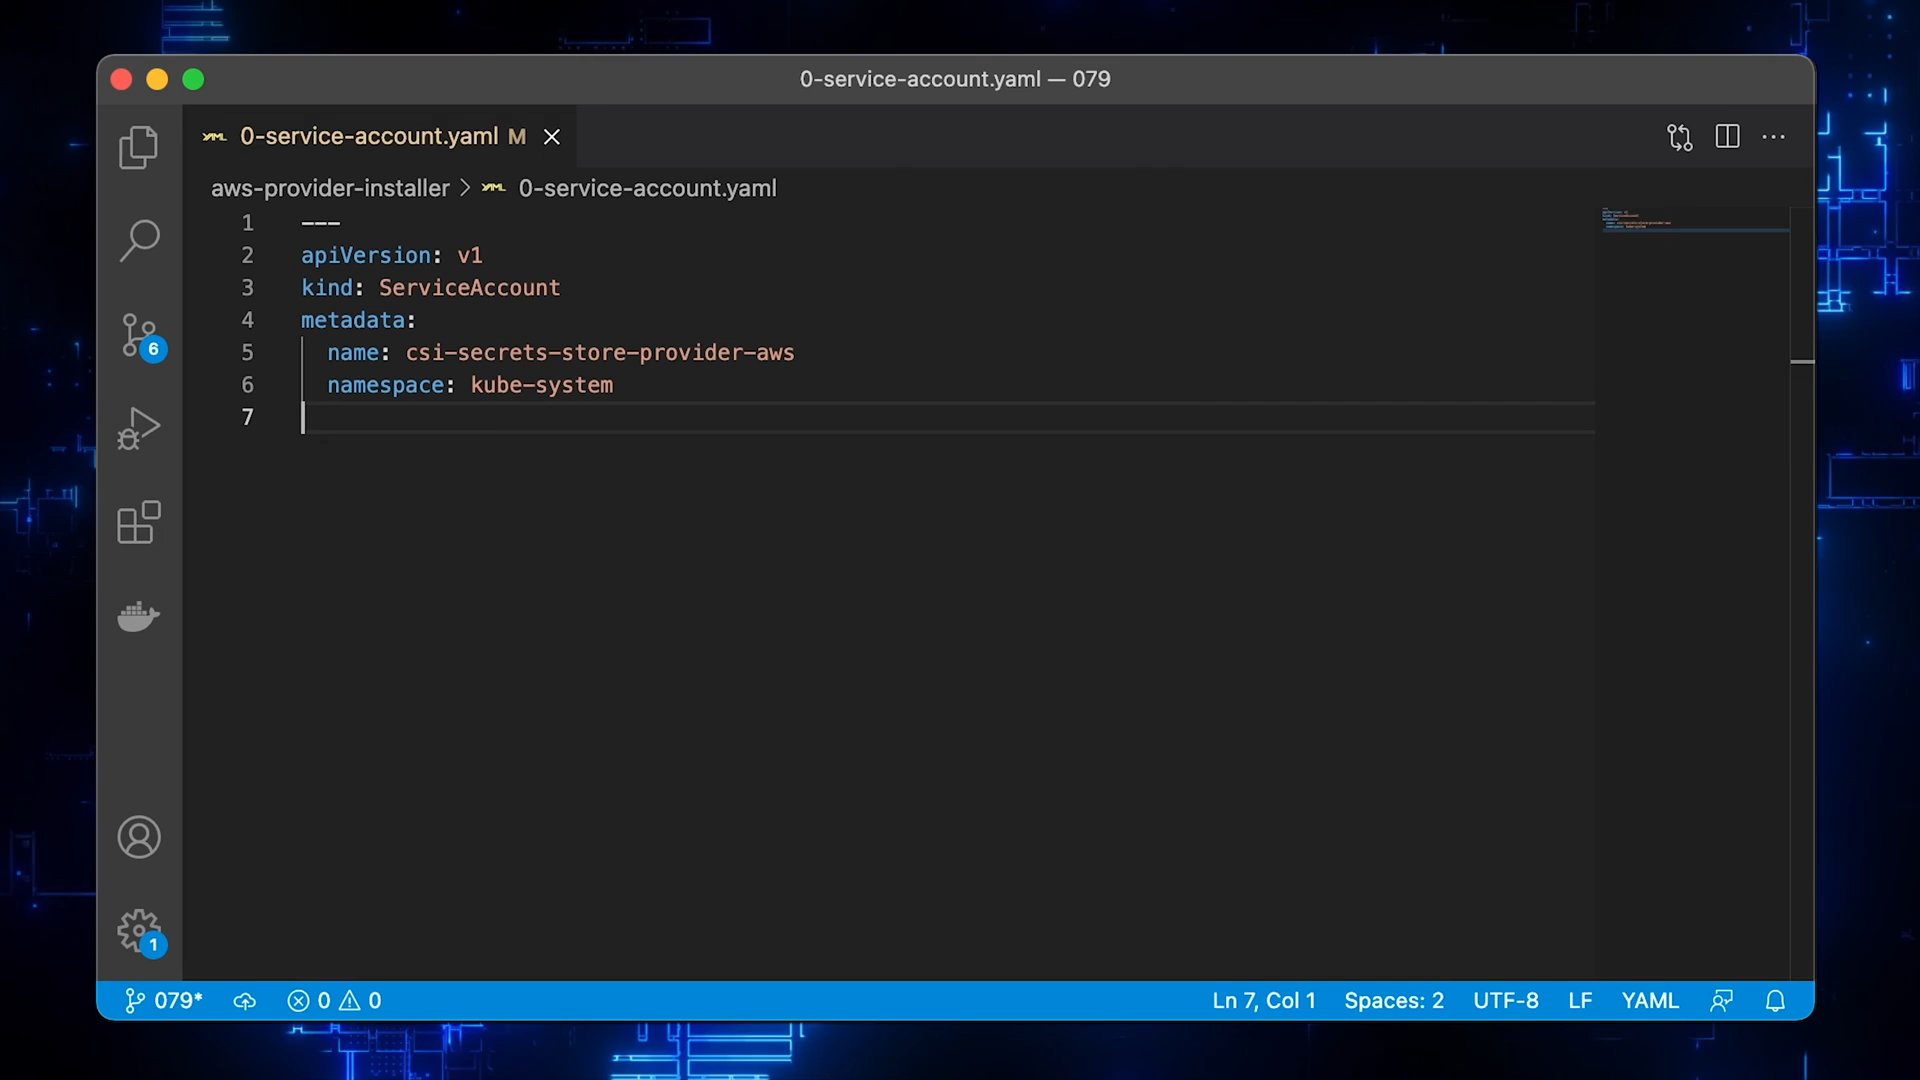 0-service-account.yaml — 079
YAML 0-service-account.yaml M
aws-provider-installer > YAML 0-service-account.yaml
1 ---
2 apiVersion: v1
3 kind: ServiceAccount
4 metadata:
5 name: csi-secrets-store-provider-aws
6 namespace: kube-system
7
6
1
079* 0 0 Ln 7, Col 1 Spaces: 2 UTF-8 LF YAML